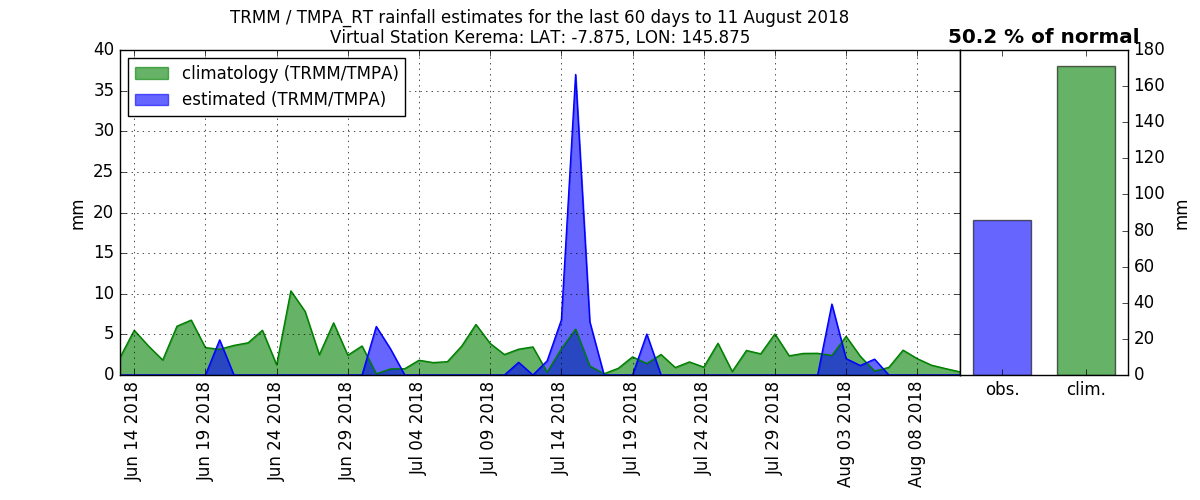 TRMM / TMPA_RT rainfall estimates for the last 60 days to 11 August 2018
Virtual Station Kerema: LAT: -7.875, LON: 145.875
50.2 % of normal
climatology (TRMM/TMPA)
estimated (TRMM/TMPA)
40
35
30
25
20
15
10
5
0
mm
Jun 14 2018
Jun 19 2018
Jun 24 2018
Jun 29 2018
Jul 04 2018
Jul 09 2018
Jul 14 2018
Jul 19 2018
Jul 24 2018
Jul 29 2018
Aug 03 2018
Aug 08 2018
obs.
clim.
180
160
140
120
100
80
60
40
20
0
mm